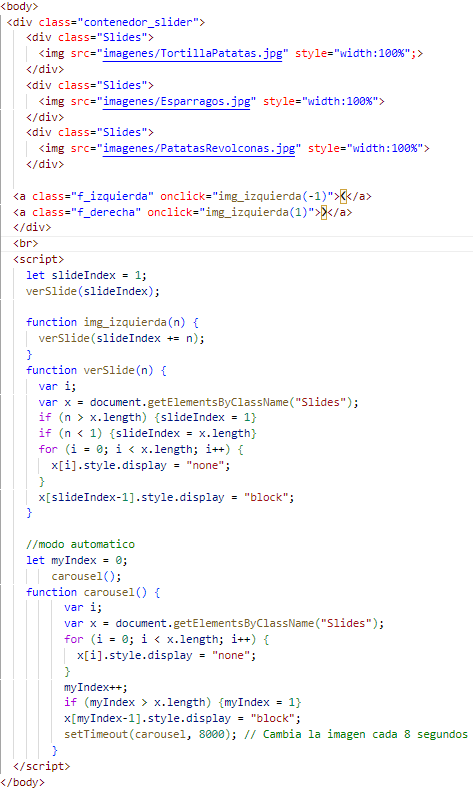 <body>
<div class="contenedor_slider">
<div class="Slides">
<img src="imagenes/TortillaPatatas.jpg" style="width:100%";>
</div>
<div class="Slides">
<img src="imagenes/Esparragos.jpg" style="width:100%">
</div>
<div class="Slides">
<img src="imagenes/PatatasRevolconas.jpg" style="width:100%">
</div>
<a class="f_izquierda" onclick="img_izquierda(-1)">❮</a>
<a class="f_derecha" onclick="img_izquierda(1)">❯</a>
</div>
<br>
<script>
let slideIndex = 1;
verSlide(slideIndex);
function img_izquierda(n) {
verSlide(slideIndex += n);
}
function verSlide(n) {
var i;
var x = document.getElementsByClassName("Slides");
if (n > x.length) {slideIndex = 1}
if (n < 1) {slideIndex = x.length}
for (i = 0; i < x.length; i++) {
x[i].style.display = "none";
}
x[slideIndex-1].style.display = "block";
}
//modo automatico
let myIndex = 0;
carousel();
function carousel() {
var i;
var x = document.getElementsByClassName("Slides");
for (i = 0; i < x.length; i++) {
x[i].style.display = "none";
}
myIndex++;
if (myIndex > x.length) {myIndex = 1}
x[myIndex-1].style.display = "block";
setTimeout(carousel, 8000); // Cambia la imagen cada 8 segundos
}
</script>
</body>